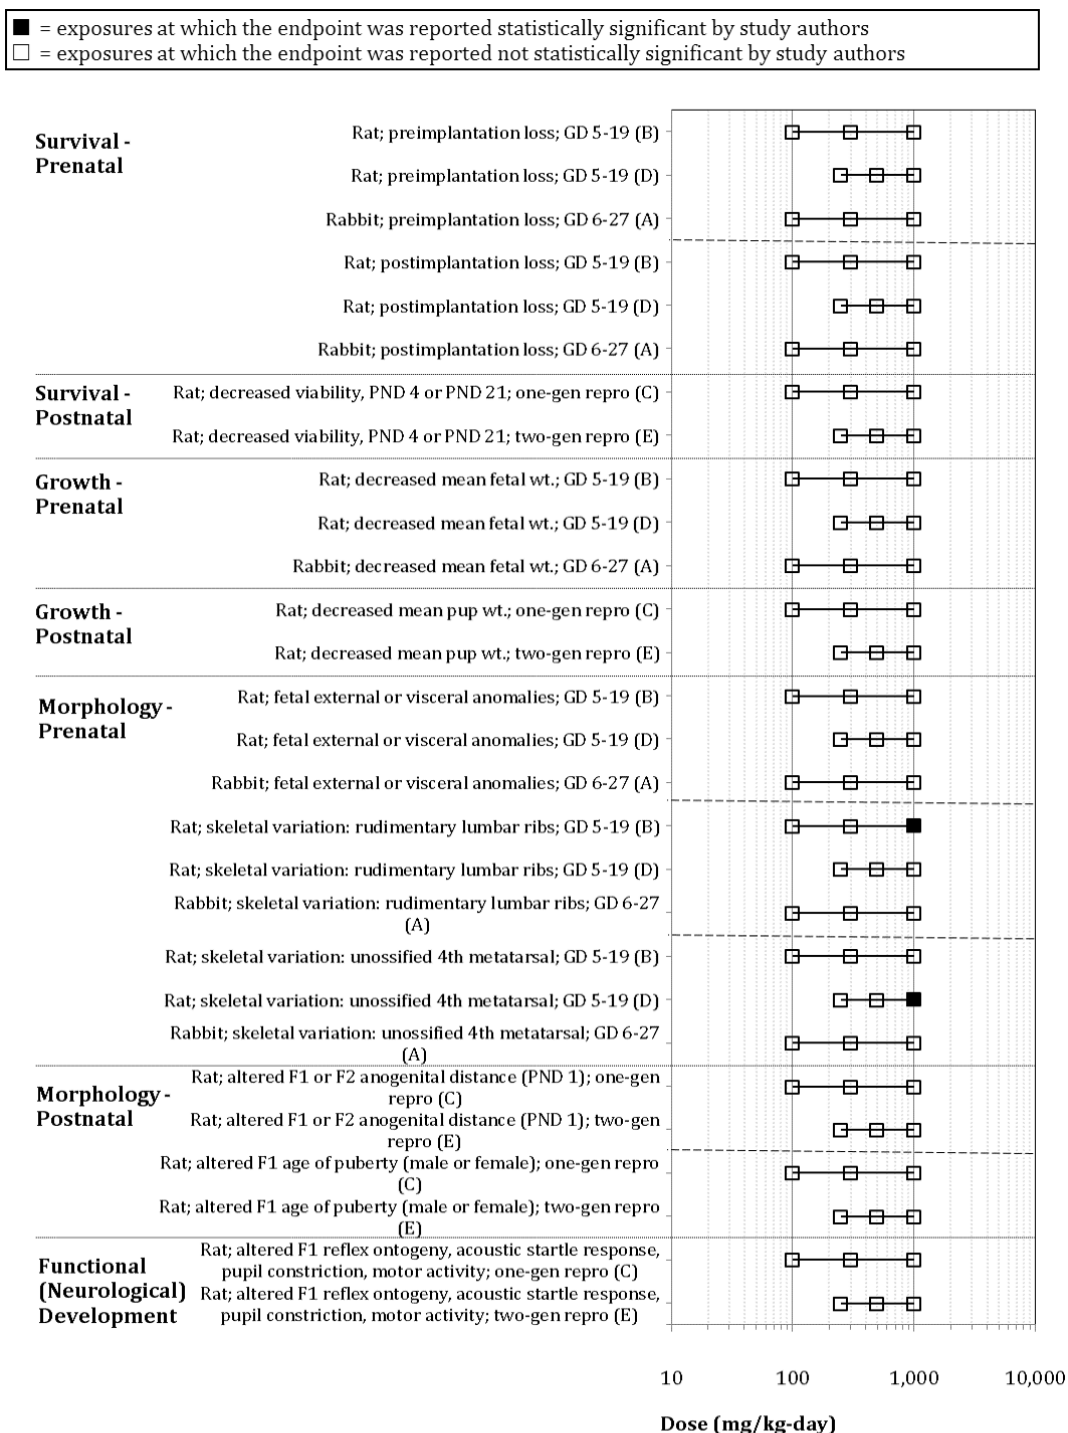 ■ = exposures at which the endpoint was reported statistically significant by study authors
□ = exposures at which the endpoint was reported not statistically significant by study authors
Survival -
Prenatal
Rat; preimplantation loss; GD 5-19 (B)
Rat; preimplantation loss; GD 5-19 (D)
Rabbit; preimplantation loss; GD 6-27 (A)
Rat; postimplantation loss; GD 5-19 (B)
Rat; postimplantation loss; GD 5-19 (D)
Rabbit; postimplantation loss; GD 6-27 (A)
Survival -
Postnatal
Rat; decreased viability, PND 4 or PND 21; one-gen repro (C)
Rat; decreased viability, PND 4 or PND 21; two-gen repro (E)
Growth -
Prenatal
Rat; decreased mean fetal wt.; GD 5-19 (B)
Rat; decreased mean fetal wt.; GD 5-19 (D)
Rabbit; decreased mean fetal wt.; GD 6-27 (A)
Growth -
Postnatal
Rat; decreased mean pup wt.; one-gen repro (C)
Rat; decreased mean pup wt.; two-gen repro (E)
Morphology -
Prenatal
Rat; fetal external or visceral anomalies; GD 5-19 (B)
Rat; fetal external or visceral anomalies; GD 5-19 (D)
Rabbit; fetal external or visceral anomalies; GD 6-27 (A)
Rat; skeletal variation: rudimentary lumbar ribs; GD 5-19 (B)
Rat; skeletal variation: rudimentary lumbar ribs; GD 5-19 (D)
Rabbit; skeletal variation: rudimentary lumbar ribs; GD 6-27
(A)
Rat; skeletal variation: unossified 4th metatarsal; GD 5-19 (B)
Rat; skeletal variation: unossified 4th metatarsal; GD 5-19 (D)
Rabbit; skeletal variation: unossified 4th metatarsal; GD 6-27
(A)
Morphology -
Postnatal
Rat; altered F1 or F2 anogenital distance (PND 1); one-gen
repro (C)
Rat; altered F1 or F2 anogenital distance (PND 1); two-gen
repro (E)
Rat; altered F1 age of puberty (male or female); one-gen repro
(C)
Rat; altered F1 age of puberty (male or female); two-gen repro
(E)
Functional
(Neurological)
Development
Rat; altered F1 reflex ontogeny, acoustic startle response,
pupil constriction, motor activity; one-gen repro (C)
Rat; altered F1 reflex ontogeny, acoustic startle response,
pupil constriction, motor activity; two-gen repro (E)
10 100 1,000 10,000
Dose (mg/kg-day)